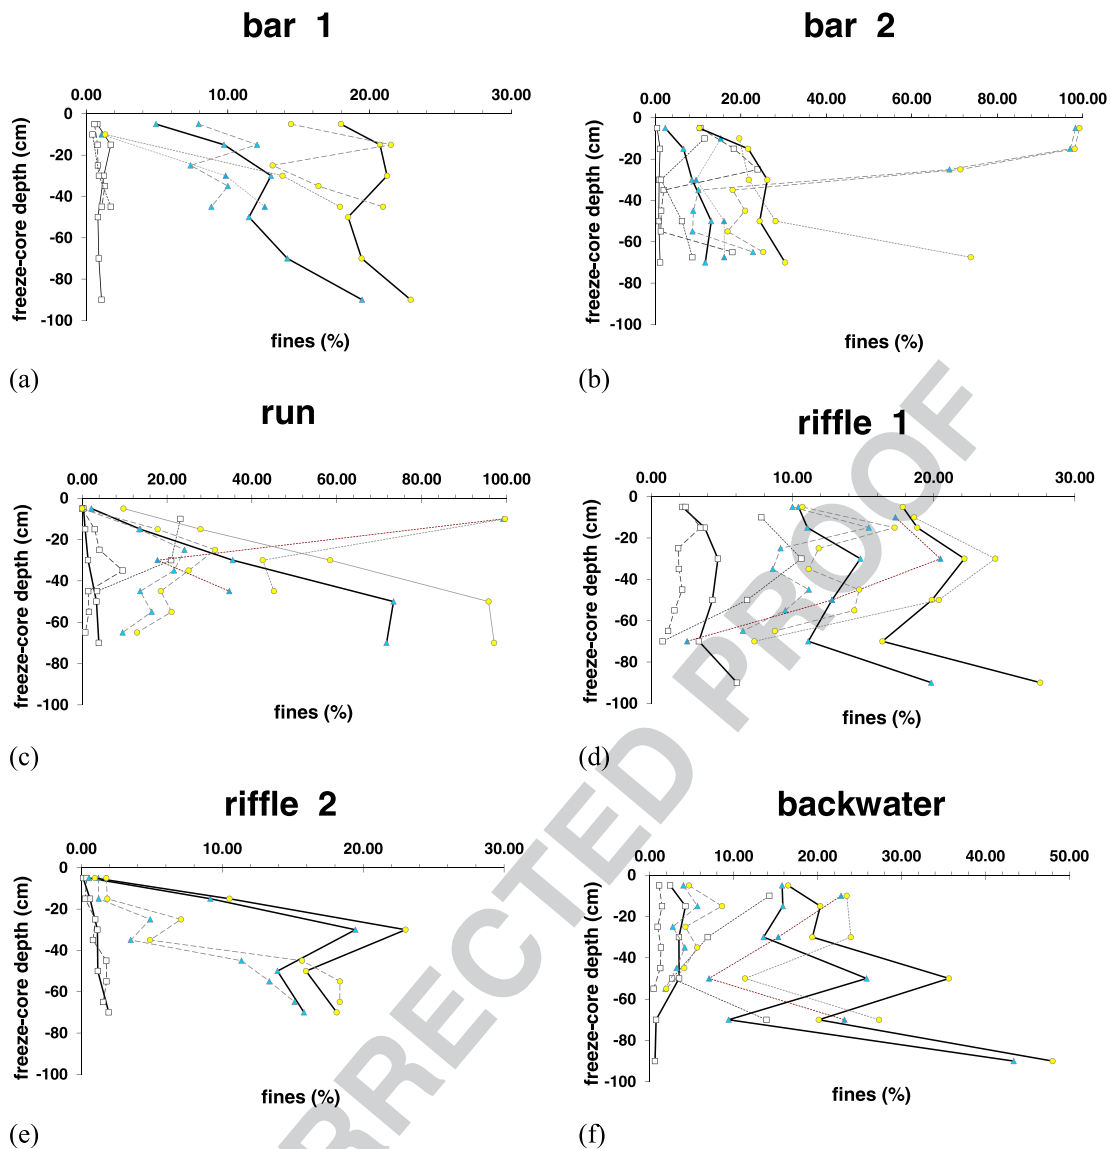 bar 1
0.00 10.00 20.00 30.00
0
-20
-40
-60
-80
-100
freeze-core depth (cm)
fines (%)
(a)
bar 2
0.00 20.00 40.00 60.00 80.00 100.00
0
-20
-40
-60
-80
-100
freeze-core depth (cm)
fines (%)
(b)
run
0.00 20.00 40.00 60.00 80.00 100.00
0
-20
-40
-60
-80
-100
freeze-core depth (cm)
fines (%)
(c)
riffle 1
0.00 10.00 20.00 30.00
0
-20
-40
-60
-80
-100
freeze-core depth (cm)
fines (%)
(d)
riffle 2
0.00 10.00 20.00 30.00
0
-20
-40
-60
-80
-100
freeze-core depth (cm)
fines (%)
(e)
backwater
0.00 10.00 20.00 30.00 40.00 50.00
0
-20
-40
-60
-80
-100
freeze-core depth (cm)
fines (%)
(f)
RRECTED PROOF